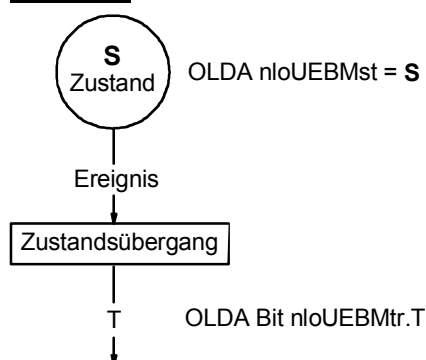 S
Zustand
OLDA nloUEBMst = S
Ereignis
Zustandsübergang
T
OLDA Bit nloUEBMtr.T